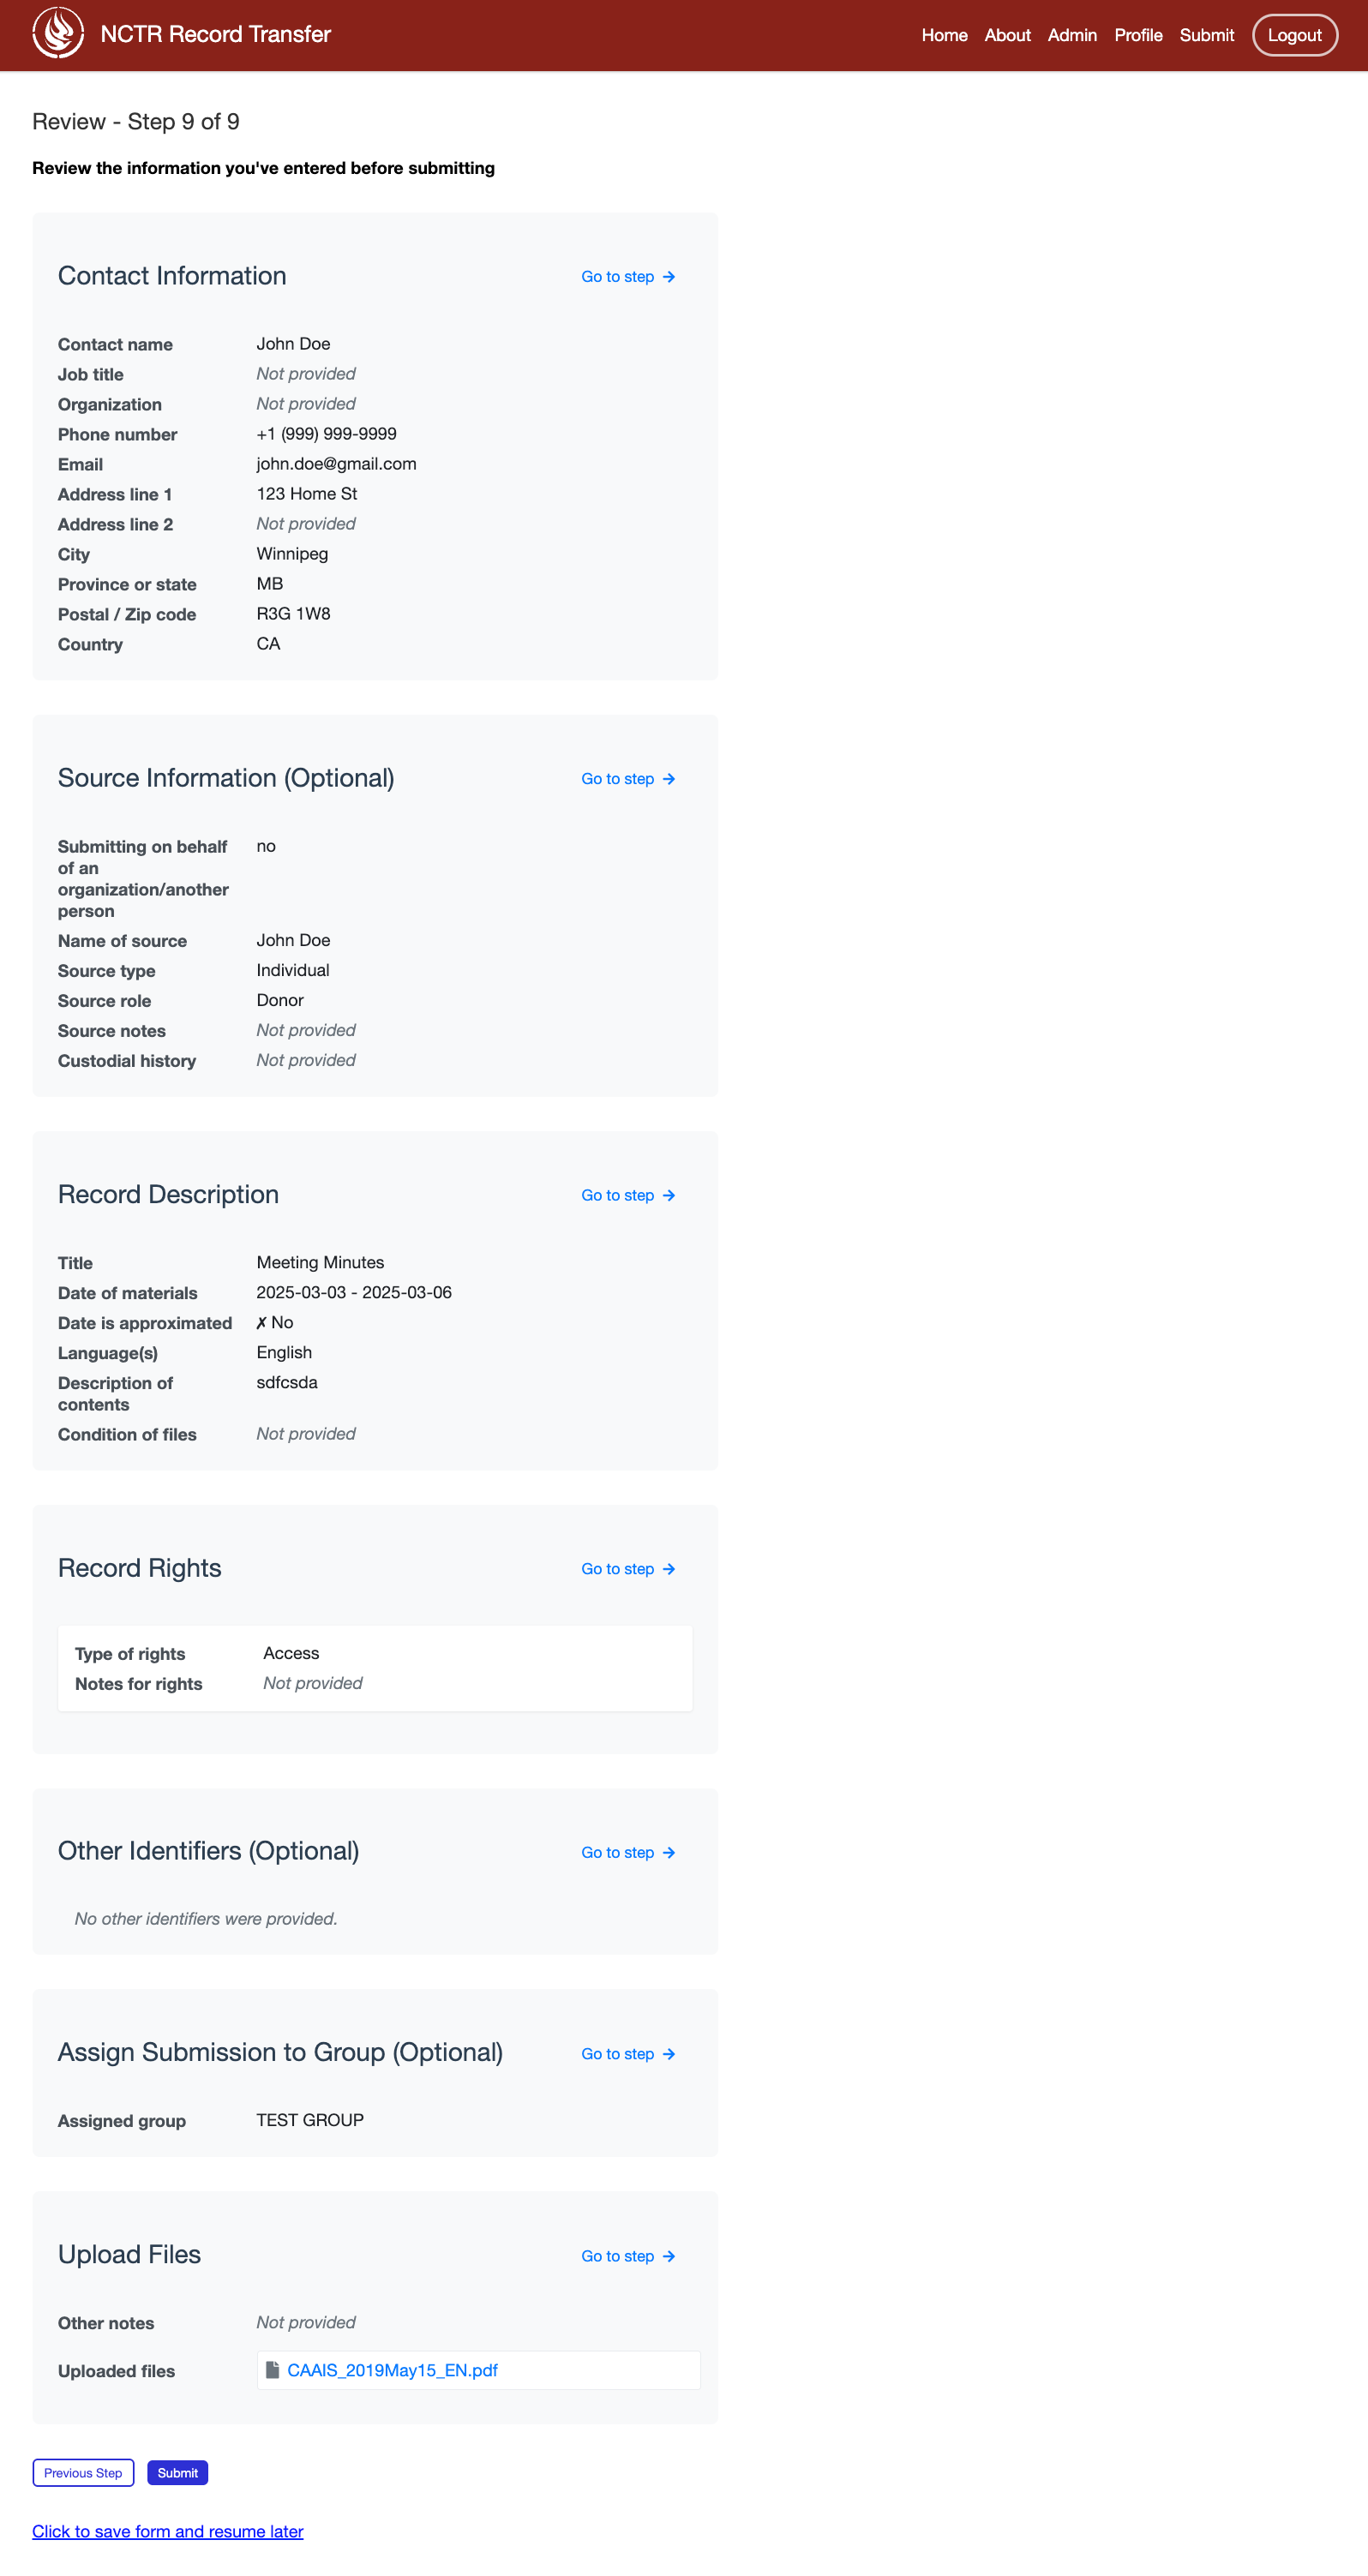 NCTR Record Transfer
Home About Admin Profile Submit Logout
Review - Step 9 of 9
Review the information you've entered before submitting
Contact Information Go to step →
Contact name John Doe
Job title Not provided
Organization Not provided
Phone number +1 (999) 999-9999
Email john.doe@gmail.com
Address line 1 123 Home St
Address line 2 Not provided
City Winnipeg
Province or state MB
Postal / Zip code R3G 1W8
Country CA
Source Information (Optional) Go to step →
Submitting on behalf no
of an
organization/another
person
Name of source John Doe
Source type Individual
Source role Donor
Source notes Not provided
Custodial history Not provided
Record Description Go to step →
Title Meeting Minutes
Date of materials 2025-03-03 - 2025-03-06
Date is approximated ✗ No
Language(s) English
Description of sdfcsda
contents
Condition of files Not provided
Record Rights Go to step →
Type of rights Access
Notes for rights Not provided
Other Identifiers (Optional) Go to step →
No other identifiers were provided.
Assign Submission to Group (Optional) Go to step →
Assigned group TEST GROUP
Upload Files Go to step →
Other notes Not provided
Uploaded files CAAIS_2019May15_EN.pdf
Previous Step Submit
Click to save form and resume later